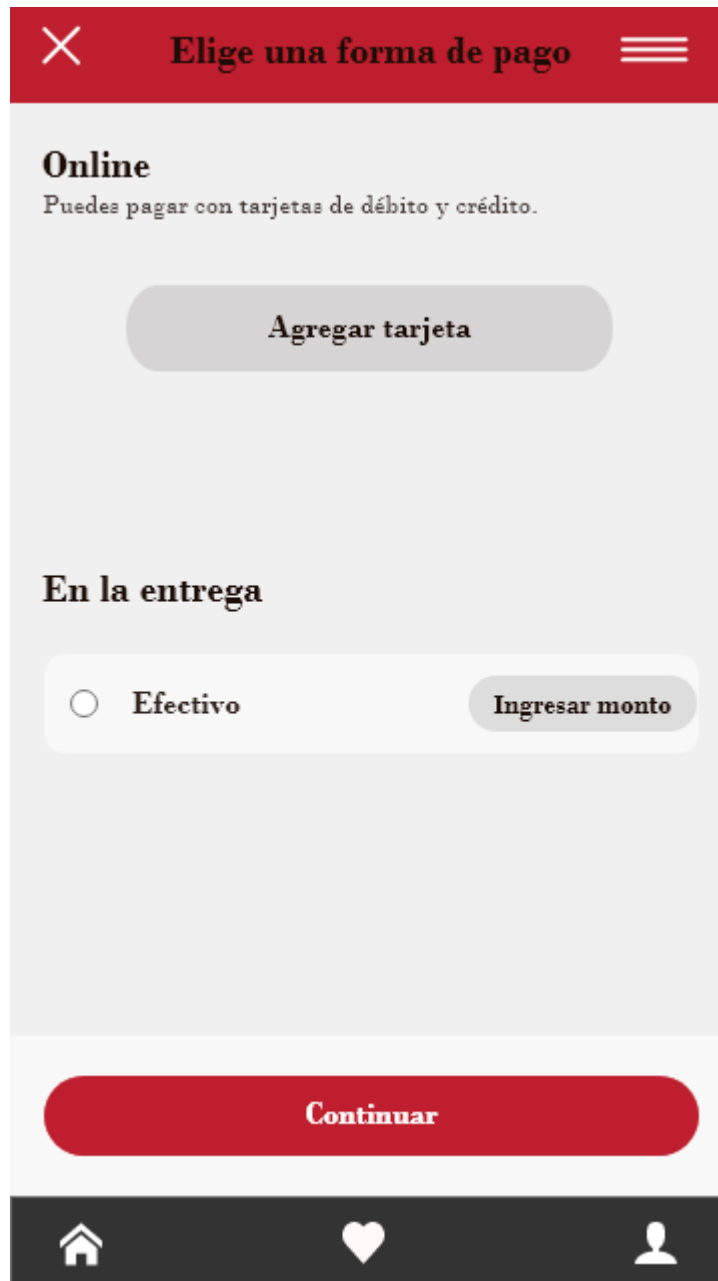 Elige una forma de pago
Online
Puedes pagar con tarjetas de débito y crédito.
Agregar tarjeta
En la entrega
Efectivo
Ingresar monto
Continuar